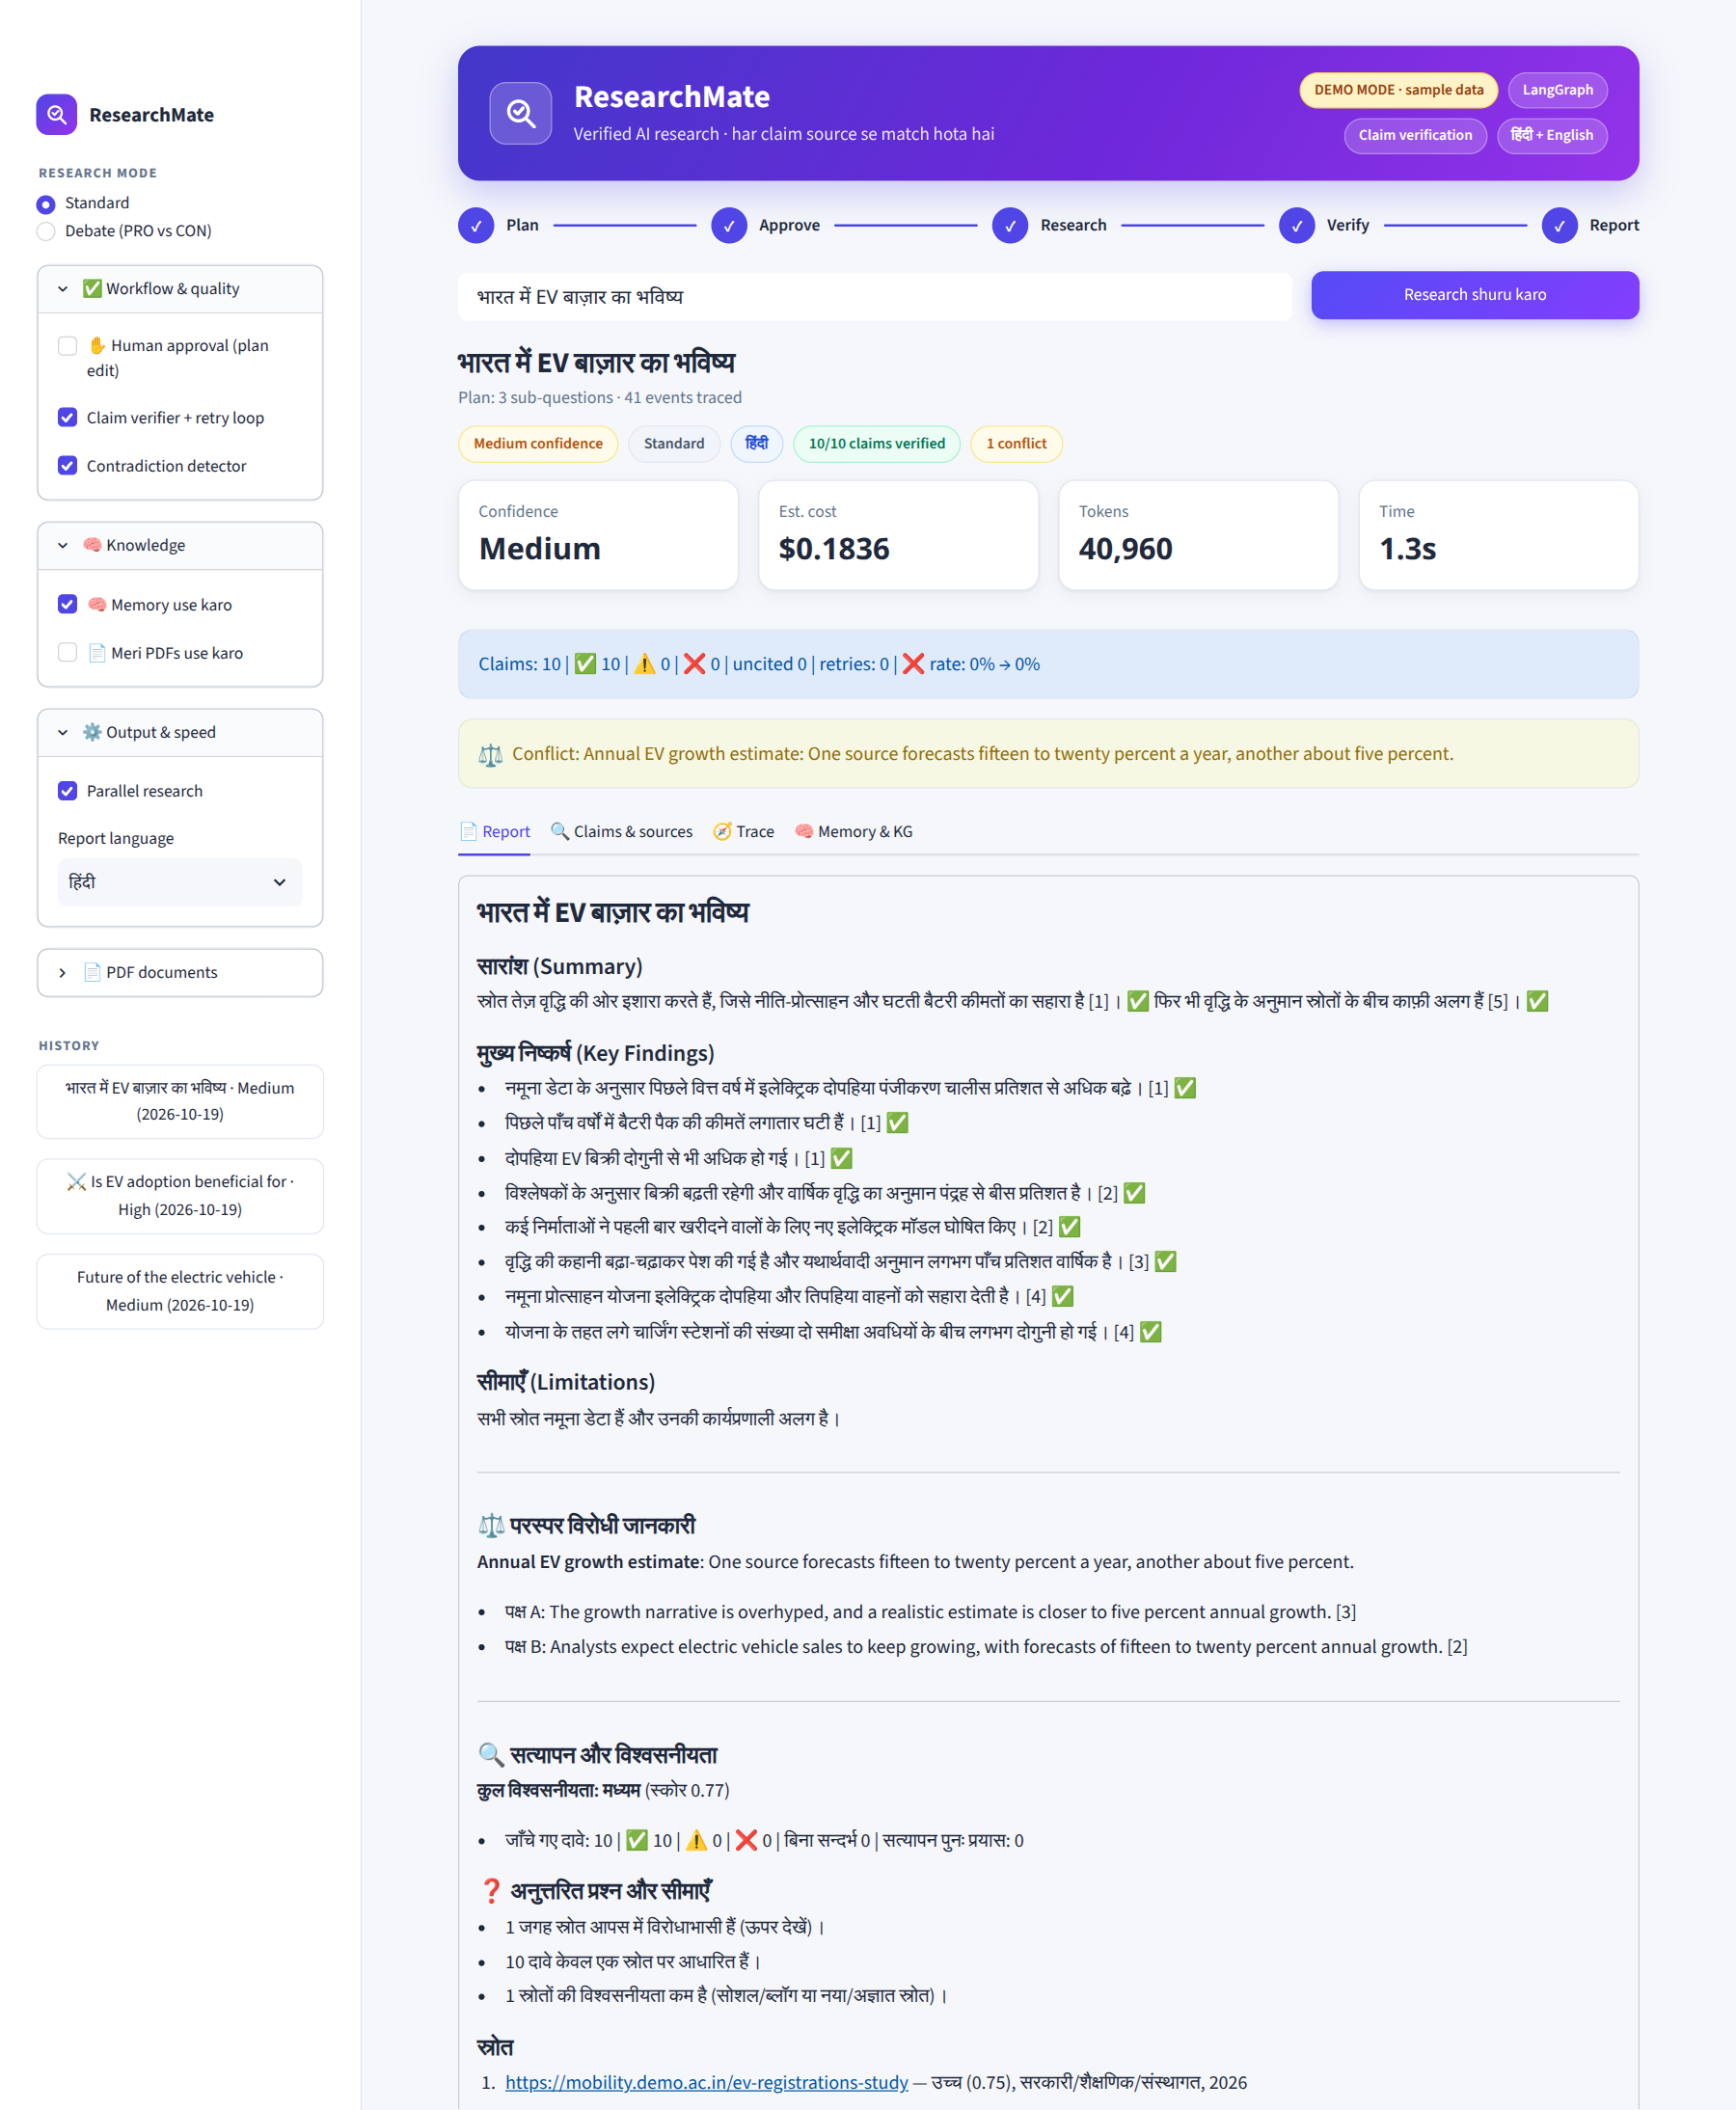 ResearchMate
RESEARCH MODE
Standard
Debate (PRO vs CON)
✅ Workflow & quality
✋ Human approval (plan
edit)
Claim verifier + retry loop
Contradiction detector
🧠 Knowledge
🧠 Memory use karo
📄 Meri PDFs use karo
⚙️ Output & speed
Parallel research
Report language
हिंदी
📄 PDF documents
HISTORY
भारत में EV बाज़ार का भविष्य · Medium
(2026-10-19)
⚔️ Is EV adoption beneficial for ·
High (2026-10-19)
Future of the electric vehicle ·
Medium (2026-10-19)
ResearchMate
Verified AI research · har claim source se match hota hai
DEMO MODE · sample data
LangGraph
Claim verification
हिंदी + English
✓ Plan
✓ Approve
✓ Research
✓ Verify
✓ Report
भारत में EV बाज़ार का भविष्य
Research shuru karo
भारत में EV बाज़ार का भविष्य
Plan: 3 sub-questions · 41 events traced
Medium confidence
Standard
हिंदी
10/10 claims verified
1 conflict
Confidence
Medium
Est. cost
$0.1836
Tokens
40,960
Time
1.3s
Claims: 10 | ✅ 10 | ⚠️ 0 | ❌ 0 | uncited 0 | retries: 0 | ❌ rate: 0% → 0%
⚖️ Conflict: Annual EV growth estimate: One source forecasts fifteen to twenty percent a year, another about five percent.
📄 Report
🔍 Claims & sources
🧭 Trace
🧠 Memory & KG
भारत में EV बाज़ार का भविष्य
सारांश (Summary)
स्रोत तेज़ वृद्धि की ओर इशारा करते हैं, जिसे नीति-प्रोत्साहन और घटती बैटरी कीमतों का सहारा है [1]। ✅ फिर भी वृद्धि के अनुमान स्रोतों के बीच काफ़ी अलग हैं [5]। ✅
मुख्य निष्कर्ष (Key Findings)
• नमूना डेटा के अनुसार पिछले वित्त वर्ष में इलेक्ट्रिक दोपहिया पंजीकरण चालीस प्रतिशत से अधिक बढ़े। [1] ✅
• पिछले पाँच वर्षों में बैटरी पैक की कीमतें लगातार घटी हैं। [1] ✅
• दोपहिया EV बिक्री दोगुनी से भी अधिक हो गई। [1] ✅
• विश्लेषकों के अनुसार बिक्री बढ़ती रहेगी और वार्षिक वृद्धि का अनुमान पंद्रह से बीस प्रतिशत है। [2] ✅
• कई निर्माताओं ने पहली बार खरीदने वालों के लिए नए इलेक्ट्रिक मॉडल घोषित किए। [2] ✅
• वृद्धि की कहानी बढ़ा-चढ़ाकर पेश की गई है और यथार्थवादी अनुमान लगभग पाँच प्रतिशत वार्षिक है। [3] ✅
• नमूना प्रोत्साहन योजना इलेक्ट्रिक दोपहिया और तिपहिया वाहनों को सहारा देती है। [4] ✅
• योजना के तहत लगे चार्जिंग स्टेशनों की संख्या दो समीक्षा अवधियों के बीच लगभग दोगुनी हो गई। [4] ✅
सीमाएँ (Limitations)
सभी स्रोत नमूना डेटा हैं और उनकी कार्यप्रणाली अलग है।
⚖️ परस्पर विरोधी जानकारी
Annual EV growth estimate: One source forecasts fifteen to twenty percent a year, another about five percent.
• पक्ष A: The growth narrative is overhyped, and a realistic estimate is closer to five percent annual growth. [3]
• पक्ष B: Analysts expect electric vehicle sales to keep growing, with forecasts of fifteen to twenty percent annual growth. [2]
🔍 सत्यापन और विश्वसनीयता
कुल विश्वसनीयता: मध्यम (स्कोर 0.77)
• जाँचे गए दावे: 10 | ✅ 10 | ⚠️ 0 | ❌ 0 | बिना सन्दर्भ 0 | सत्यापन पुनः प्रयास: 0
❓ अनुत्तरित प्रश्न और सीमाएँ
• 1 जगह स्रोत आपस में विरोधाभासी हैं (ऊपर देखें)।
• 10 दावे केवल एक स्रोत पर आधारित हैं।
• 1 स्रोतों की विश्वसनीयता कम है (सोशल/ब्लॉग या नया/अज्ञात स्रोत)।
स्रोत
1. https://mobility.demo.ac.in/ev-registrations-study — उच्च (0.75), सरकारी/शैक्षणिक/संस्थागत, 2026